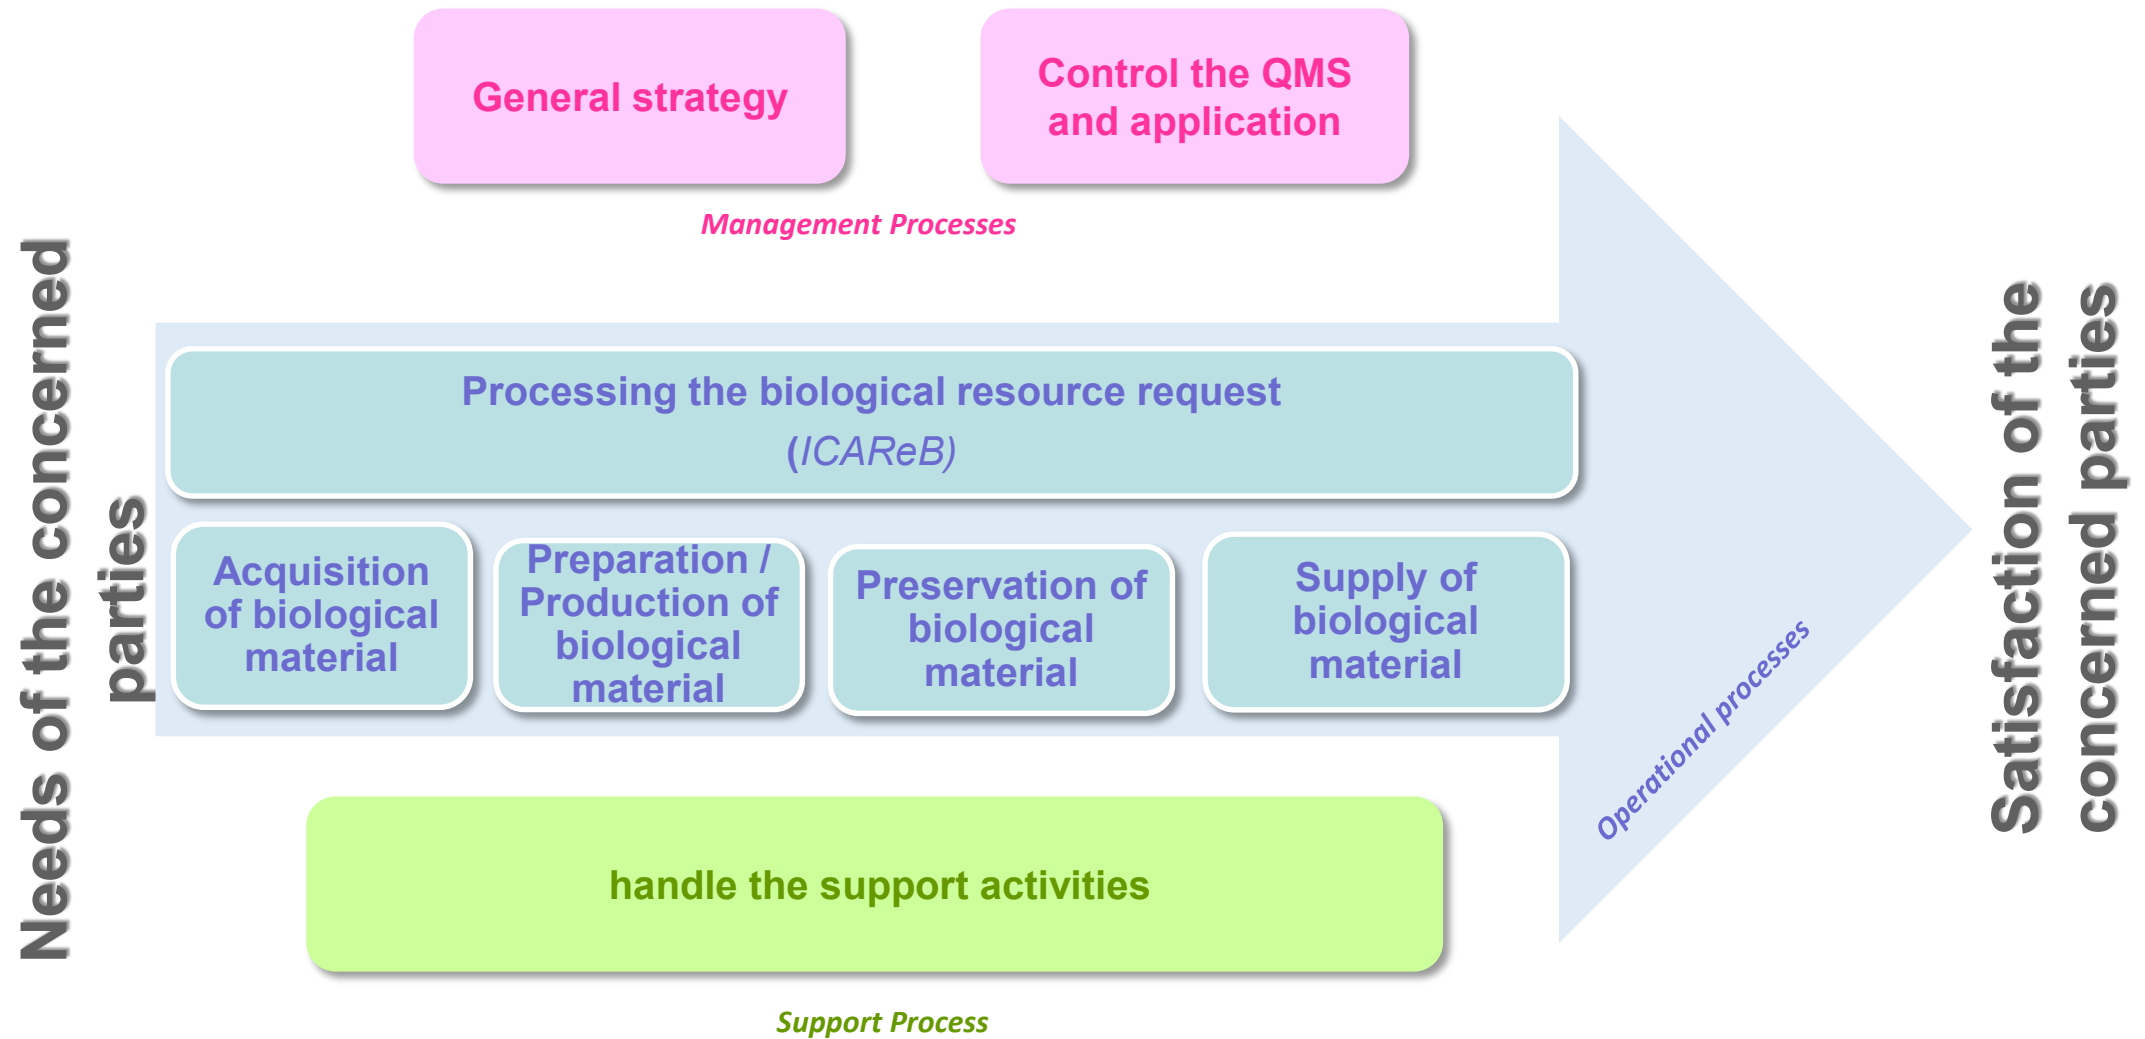 General strategy
Control the QMS
and application
Management Processes
Needs of the concerned
parties
Processing the biological resource request
(ICAReB)
Acquisition
of biological
material
Preparation /
Production of
biological
material
Preservation of
biological
material
Supply of
biological
material
Operational processes
Satisfaction of the
concerned parties
handle the support activities
Support Process